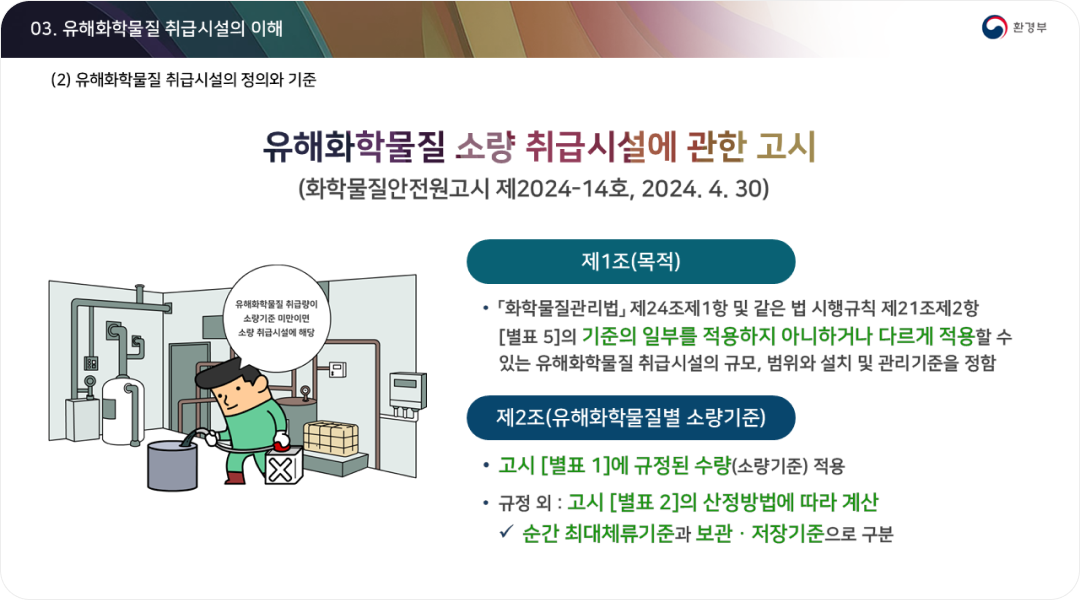 03. 유해화학물질 취급시설의 이해
환경부
(2) 유해화학물질 취급시설의 정의와 기준
유해화학물질 소량 취급시설에 관한 고시
(화학물질안전원고시 제2024-14호, 2024. 4. 30)
유해화학물질 취급량이
소량기준 미만이면
소량 취급시설에 해당
제1조(목적)
• 「화학물질관리법」 제24조제1항 및 같은 법 시행규칙 제21조제2항
[별표 5]의 기준의 일부를 적용하지 아니하거나 다르게 적용할 수
있는 유해화학물질 취급시설의 규모, 범위와 설치 및 관리기준을 정함
제2조(유해화학물질별 소량기준)
• 고시 [별표 1]에 규정된 수량(소량기준) 적용
• 규정 외 : 고시 [별표 2]의 산정방법에 따라 계산
✓ 순간 최대체류기준과 보관 · 저장기준으로 구분